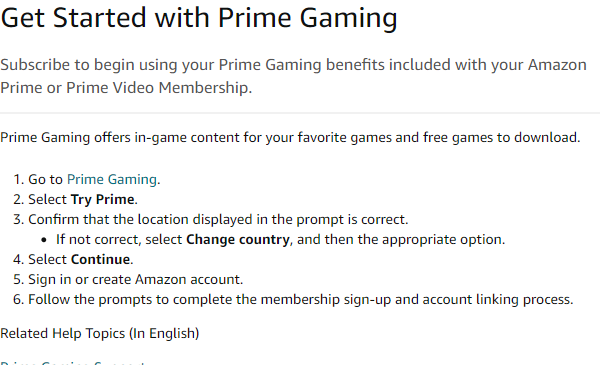 Get Started with Prime Gaming
Subscribe to begin using your Prime Gaming benefits included with your Amazon
Prime or Prime Video Membership.
Prime Gaming offers in-game content for your favorite games and free games to download.
1. Go to Prime Gaming.
2. Select Try Prime.
3. Confirm that the location displayed in the prompt is correct.
• If not correct, select Change country, and then the appropriate option.
4. Select Continue.
5. Sign in or create Amazon account.
6. Follow the prompts to complete the membership sign-up and account linking process.
Related Help Topics (In English)